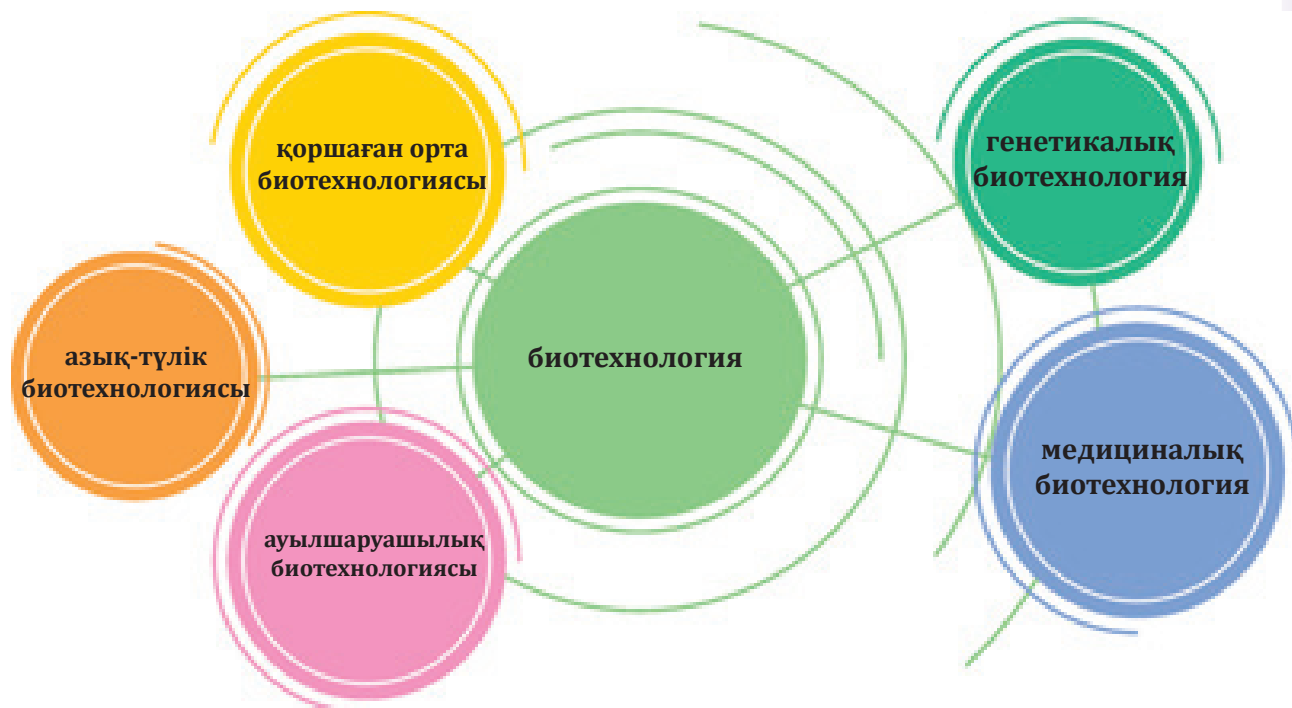 қоршаған орта
биотехнологиясы
генетикалық
биотехнология
азық-түлік
биотехнологиясы
биотехнология
медициналық
биотехнология
ауылшаруашылық
биотехнологиясы